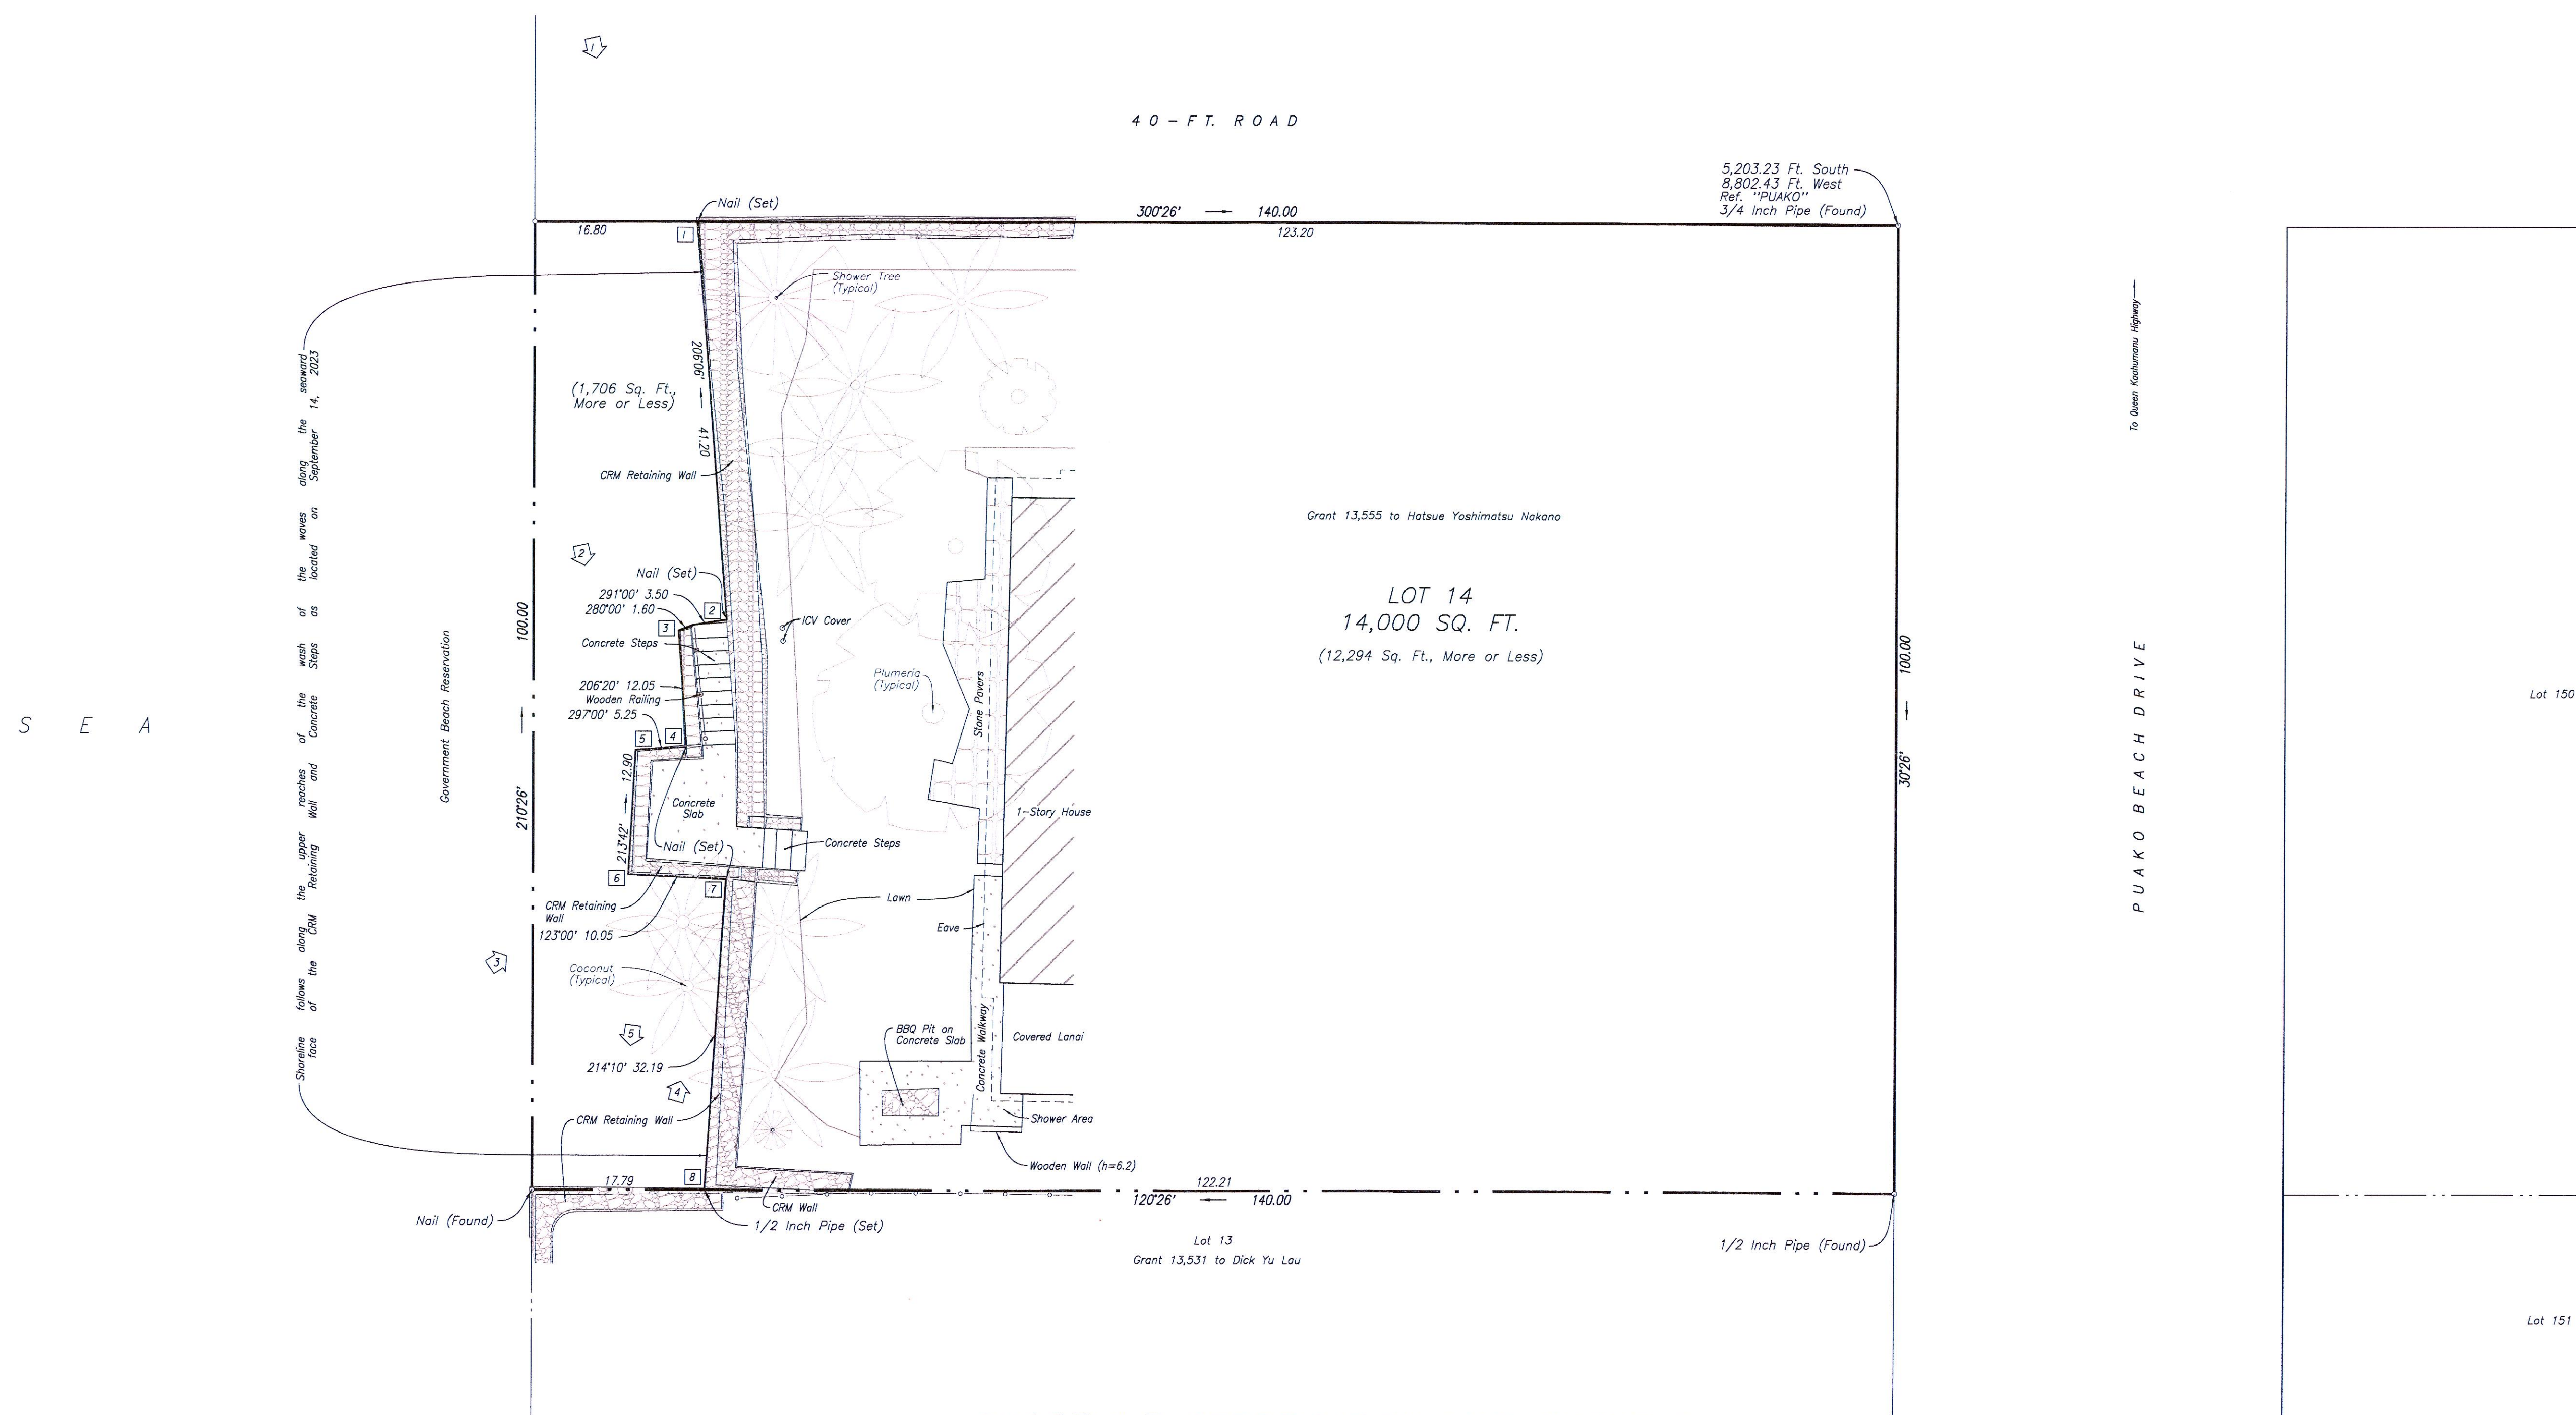 1
40-FT. ROAD
5,203.23 Ft. South
8,802.43 Ft. West
Ref. "PUAKO"
3/4 Inch Pipe (Found)
Nail (Set)
300°26' 140.00
16.80
1
123.20
Shower Tree
(Typical)
Shoreline follows along the upper reaches of the wash of the waves along the seaward
face of the CRM Retaining Wall and Concrete Steps as located on September 14, 2023
206°06' 41.20
(1,706 Sq. Ft.,
More or Less)
CRM Retaining Wall
To Queen Kaahumanu Highway
Grant 13,555 to Hatsue Yoshimatsu Nakano
2
Nail (Set)
291°00' 3.50
280°00' 1.60
2
3
LOT 14
14,000 SQ. FT.
(12,294 Sq. Ft., More or Less)
ICV Cover
Concrete Steps
206°20' 12.05
Wooden Railing
297°00' 5.25
Plumeria
(Typical)
Stone Pavers
Lot 150
SEA
Government Beach Reservation
210°26' 100.00
100.00
30°26'
PUAKO BEACH DRIVE
5
4
213°42' 12.90
Concrete
Slab
1-Story House
Nail (Set)
Concrete Steps
6
7
Lawn
CRM Retaining
Wall
Eave
123°00' 10.05
3
Coconut
(Typical)
5
BBQ Pit on
Concrete Slab
Concrete Walkway
Covered Lanai
214°10' 32.19
4
CRM Retaining Wall
Shower Area
Wooden Wall (h=6.2)
8
17.79
122.21
120°26' 140.00
CRM Wall
Nail (Found)
1/2 Inch Pipe (Set)
Lot 13
Grant 13,531 to Dick Yu Lau
1/2 Inch Pipe (Found)
Lot 151